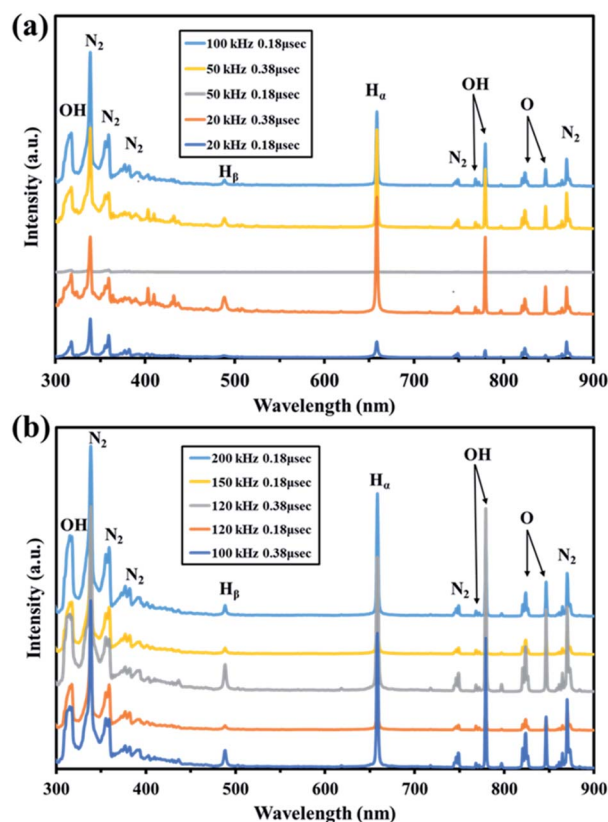 (a)
N₂
OH
N₂
N₂
Hβ
Hα
N₂
OH
O
N₂
100 kHz 0.18μsec
50 kHz 0.38μsec
50 kHz 0.18μsec
20 kHz 0.38μsec
20 kHz 0.18μsec
Intensity (a.u.)
300 400 500 600 700 800 900
Wavelength (nm)
(b)
N₂
OH
N₂
N₂
Hβ
Hα
N₂
OH
O
N₂
200 kHz 0.18μsec
150 kHz 0.18μsec
120 kHz 0.38μsec
120 kHz 0.18μsec
100 kHz 0.38μsec
Intensity (a.u.)
300 400 500 600 700 800 900
Wavelength (nm)